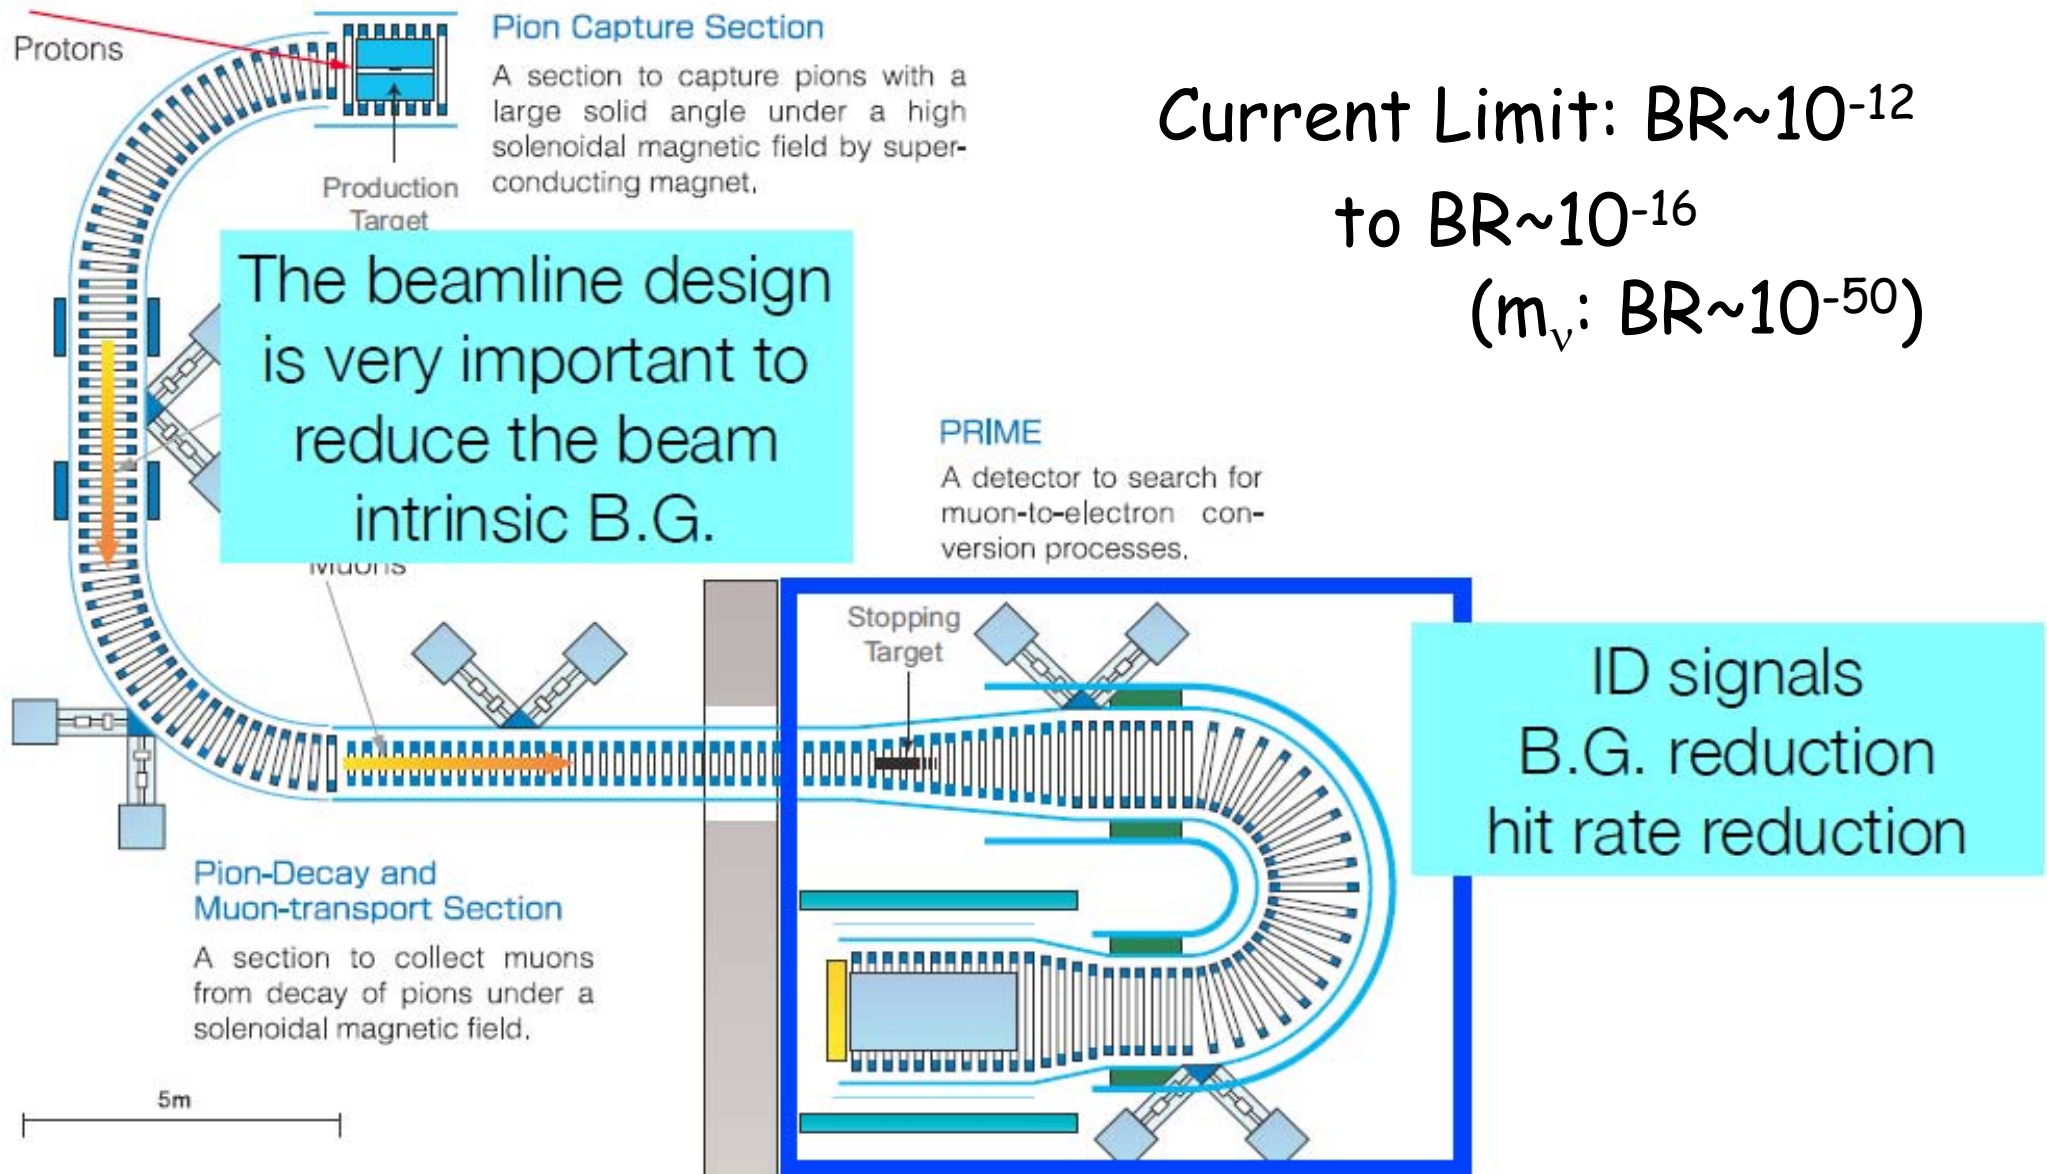 Protons
Pion Capture Section
A section to capture pions with a
large solid angle under a high
solenoidal magnetic field by super-
conducting magnet.
Production
Target
Current Limit: BR~10⁻¹²
to BR~10⁻¹⁶
(mᵥ: BR~10⁻⁵⁰)
The beamline design
is very important to
reduce the beam
intrinsic B.G.
Muons
PRIME
A detector to search for
muon-to-electron con-
version processes.
Stopping
Target
ID signals
B.G. reduction
hit rate reduction
Pion-Decay and
Muon-transport Section
A section to collect muons
from decay of pions under a
solenoidal magnetic field.
5m